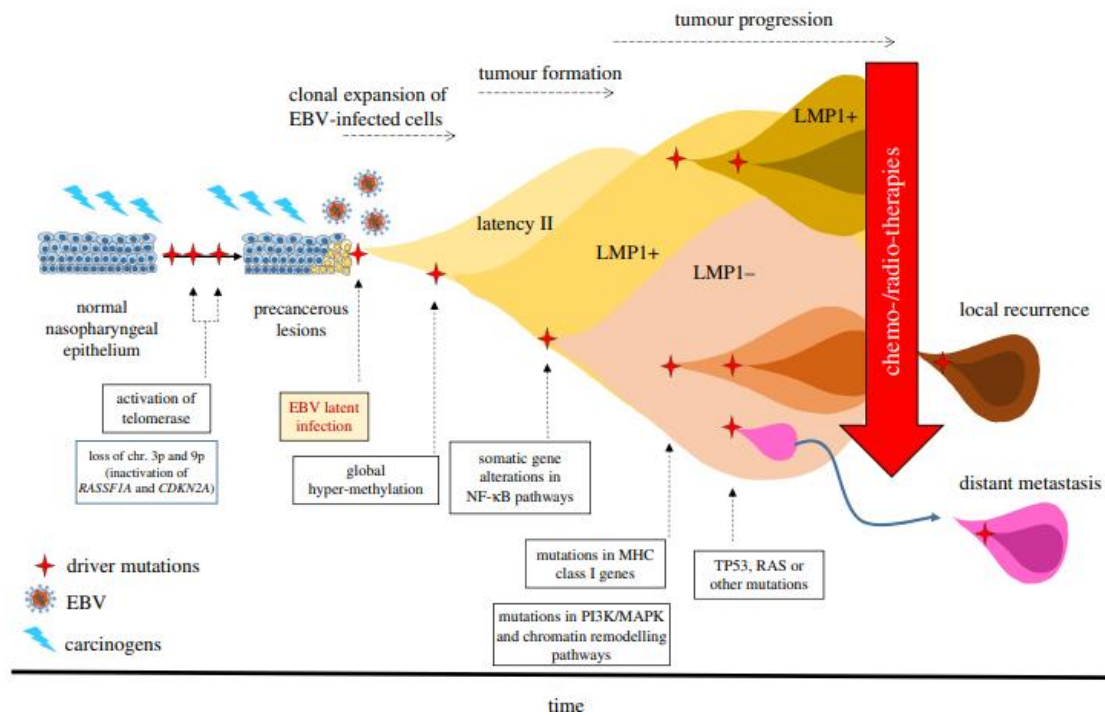 tumour progression
tumour formation
clonal expansion of
EBV-infected cells
LMP1+
latency II
LMP1+
LMP1–
chemo-/radio-therapies
normal
nasopharyngeal
epithelium
precancerous
lesions
local recurrence
activation of
telomerase
loss of chr. 3p and 9p
(inactivation of
RASSF1A and CDKN2A)
EBV latent
infection
global
hyper-methylation
somatic gene
alterations in
NF-κB pathways
distant metastasis
mutations in MHC
class I genes
TP53, RAS or
other mutations
mutations in PI3K/MAPK
and chromatin remodelling
pathways
driver mutations
EBV
carcinogens
time